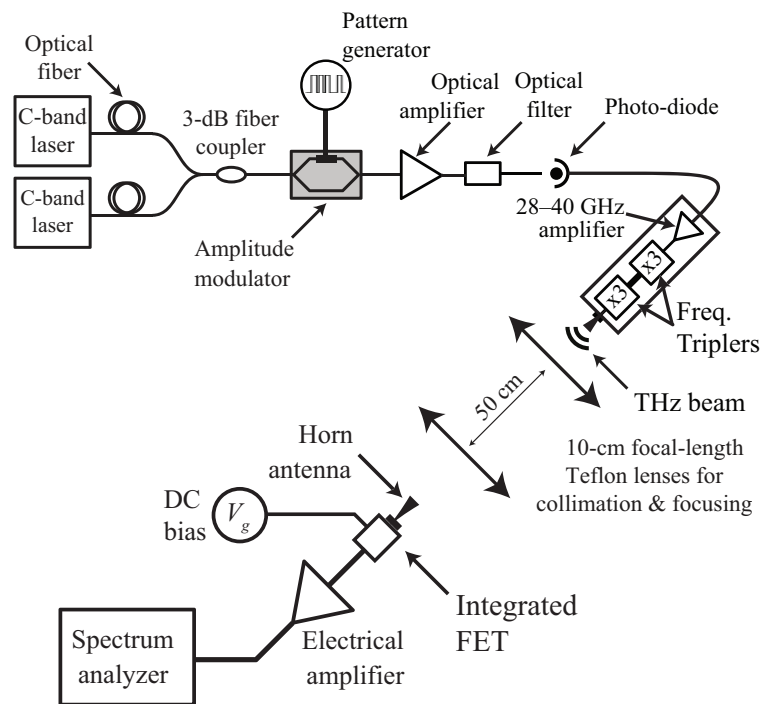 Pattern
generator
Optical
fiber
Optical
amplifier
Optical
filter
Photo-diode
C-band
laser
3-dB fiber
coupler
C-band
laser
Amplitude
modulator
28–40 GHz
amplifier
x3
x3
Freq.
Triplers
THz beam
50 cm
10-cm focal-length
Teflon lenses for
collimation & focusing
Horn
antenna
DC
bias
Vg
Integrated
FET
Electrical
amplifier
Spectrum
analyzer